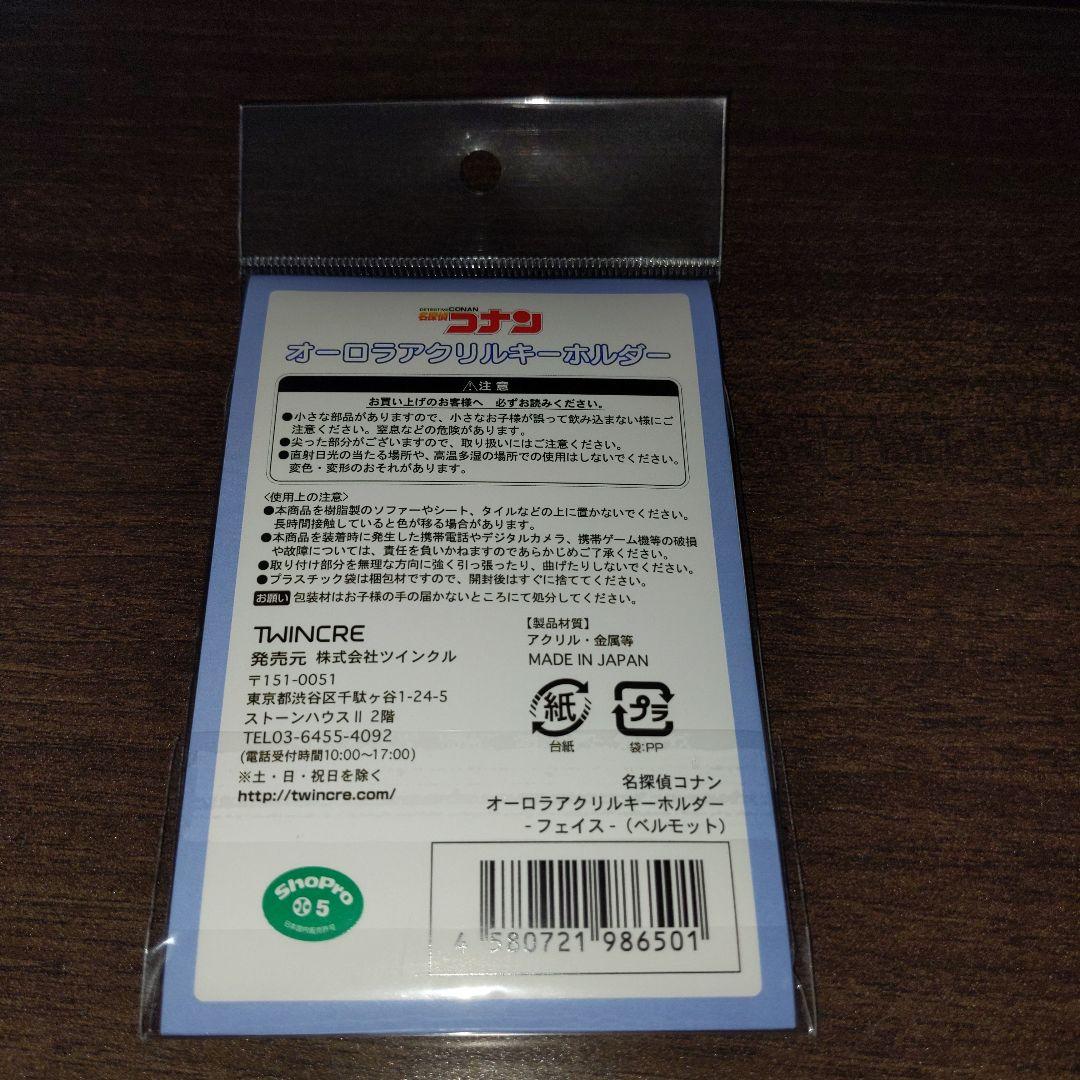 DETECTIVE CONAN
名探偵コナン
オーロラアクリルキーホルダー
⚠注意
お買い上げのお客様へ 必ずお読みください。
●小さな部品がありますので、小さなお子様が誤って飲み込まない様にご
注意ください。窒息などの危険があります。
●尖った部分がございますので、取り扱いにはご注意ください。
●直射日光の当たる場所や、高温多湿の場所での使用はしないでください。
変色・変形のおそれがあります。
〈使用上の注意〉
●本商品を樹脂製のソファーやシート、タイルなどの上に置かないでください。
長時間接触していると色が移る場合があります。
●本商品を装着時に発生した携帯電話やデジタルカメラ、携帯ゲーム機等の破損
や故障については、責任を負いかねますのであらかじめご了承ください。
●取り付け部分を無理な方向に強く引っ張ったり、曲げたりしないでください。
●プラスチック袋は梱包材ですので、開封後はすぐに捨ててください。
お願い 包装材はお子様の手の届かないところにて処分してください。
TWINCRE
発売元 株式会社ツインクル
〒151-0051
東京都渋谷区千駄ヶ谷1-24-5
ストーンハウスⅡ 2階
TEL03-6455-4092
(電話受付時間10:00～17:00)
※土・日・祝日を除く
http://twincre.com/
【製品材質】
アクリル・金属等
MADE IN JAPAN
紙
台紙
プラ
袋:PP
名探偵コナン
オーロラアクリルキーホルダー
- フェイス -（ベルモット）
ShoPro
小 5
日本国内販売許可
4 580721 986501